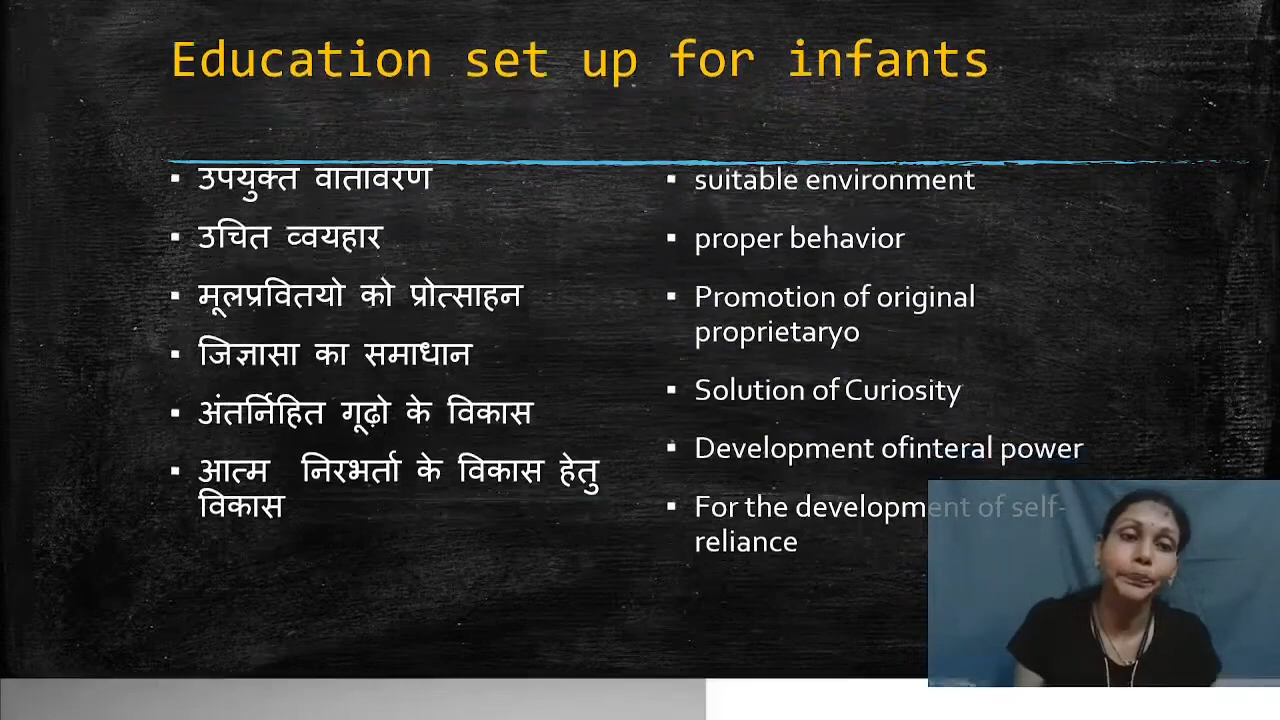 Education set up for infants
▪ उपयुक्त वातावरण
▪ उचित व्वयहार
▪ मूलप्रवितयो को प्रोत्साहन
▪ जिज्ञासा का समाधान
▪ अंतर्निहित गूढ़ो के विकास
▪ आत्म निरभर्ता के विकास हेतु
विकास
▪ suitable environment
▪ proper behavior
▪ Promotion of original
proprietaryo
▪ Solution of Curiosity
▪ Development ofinteral power
▪ For the development of self-
reliance